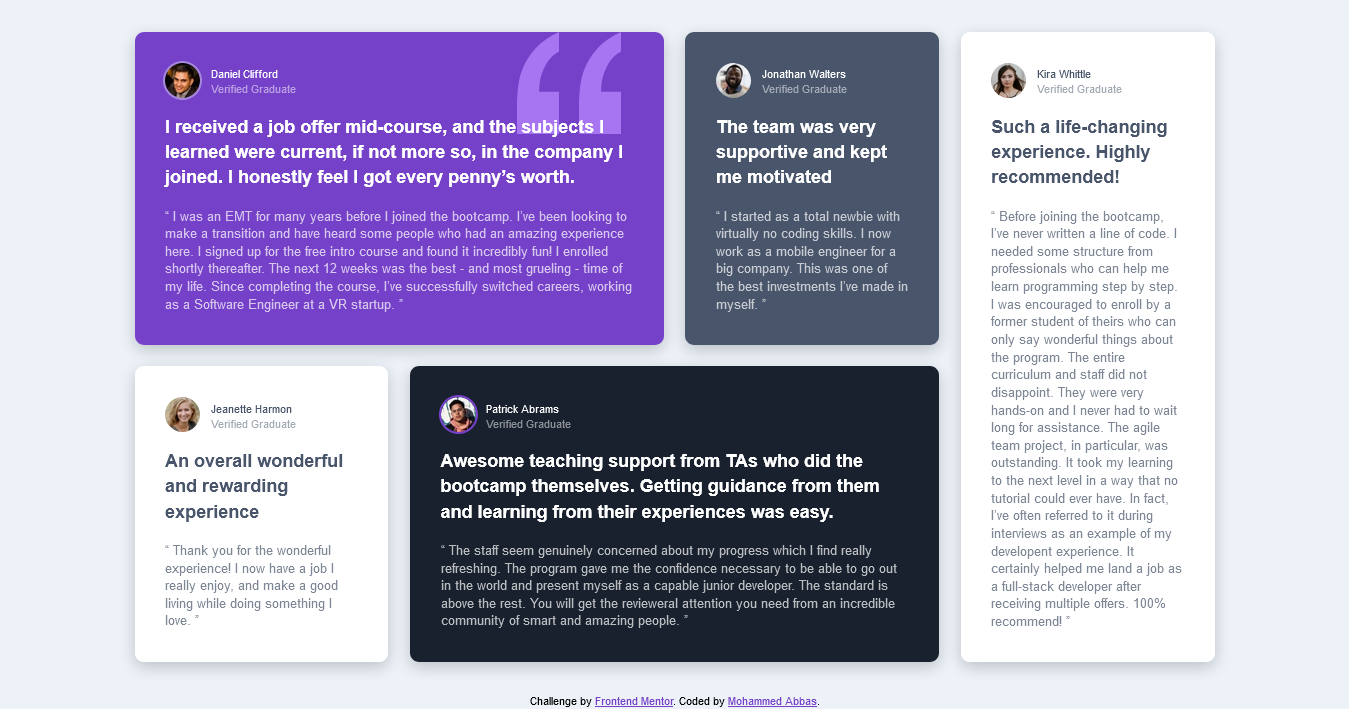 Daniel Clifford
Verified Graduate
I received a job offer mid-course, and the subjects I
learned were current, if not more so, in the company I
joined. I honestly feel I got every penny’s worth.
“ I was an EMT for many years before I joined the bootcamp. I’ve been looking to
make a transition and have heard some people who had an amazing experience
here. I signed up for the free intro course and found it incredibly fun! I enrolled
shortly thereafter. The next 12 weeks was the best - and most grueling - time of
my life. Since completing the course, I’ve successfully switched careers, working
as a Software Engineer at a VR startup. ”
Jonathan Walters
Verified Graduate
The team was very
supportive and kept
me motivated
“ I started as a total newbie with
virtually no coding skills. I now
work as a mobile engineer for a
big company. This was one of
the best investments I’ve made in
myself. ”
Kira Whittle
Verified Graduate
Such a life-changing
experience. Highly
recommended!
“ Before joining the bootcamp,
I’ve never written a line of code. I
needed some structure from
professionals who can help me
learn programming step by step.
I was encouraged to enroll by a
former student of theirs who can
only say wonderful things about
the program. The entire
curriculum and staff did not
disappoint. They were very
hands-on and I never had to wait
long for assistance. The agile
team project, in particular, was
outstanding. It took my learning
to the next level in a way that no
tutorial could ever have. In fact,
I’ve often referred to it during
interviews as an example of my
developent experience. It
certainly helped me land a job as
a full-stack developer after
receiving multiple offers. 100%
recommend! ”
Jeanette Harmon
Verified Graduate
An overall wonderful
and rewarding
experience
“ Thank you for the wonderful
experience! I now have a job I
really enjoy, and make a good
living while doing something I
love. ”
Patrick Abrams
Verified Graduate
Awesome teaching support from TAs who did the
bootcamp themselves. Getting guidance from them
and learning from their experiences was easy.
“ The staff seem genuinely concerned about my progress which I find really
refreshing. The program gave me the confidence necessary to be able to go out
in the world and present myself as a capable junior developer. The standard is
above the rest. You will get the revieweral attention you need from an incredible
community of smart and amazing people. ”
Challenge by Frontend Mentor. Coded by Mohammed Abbas.